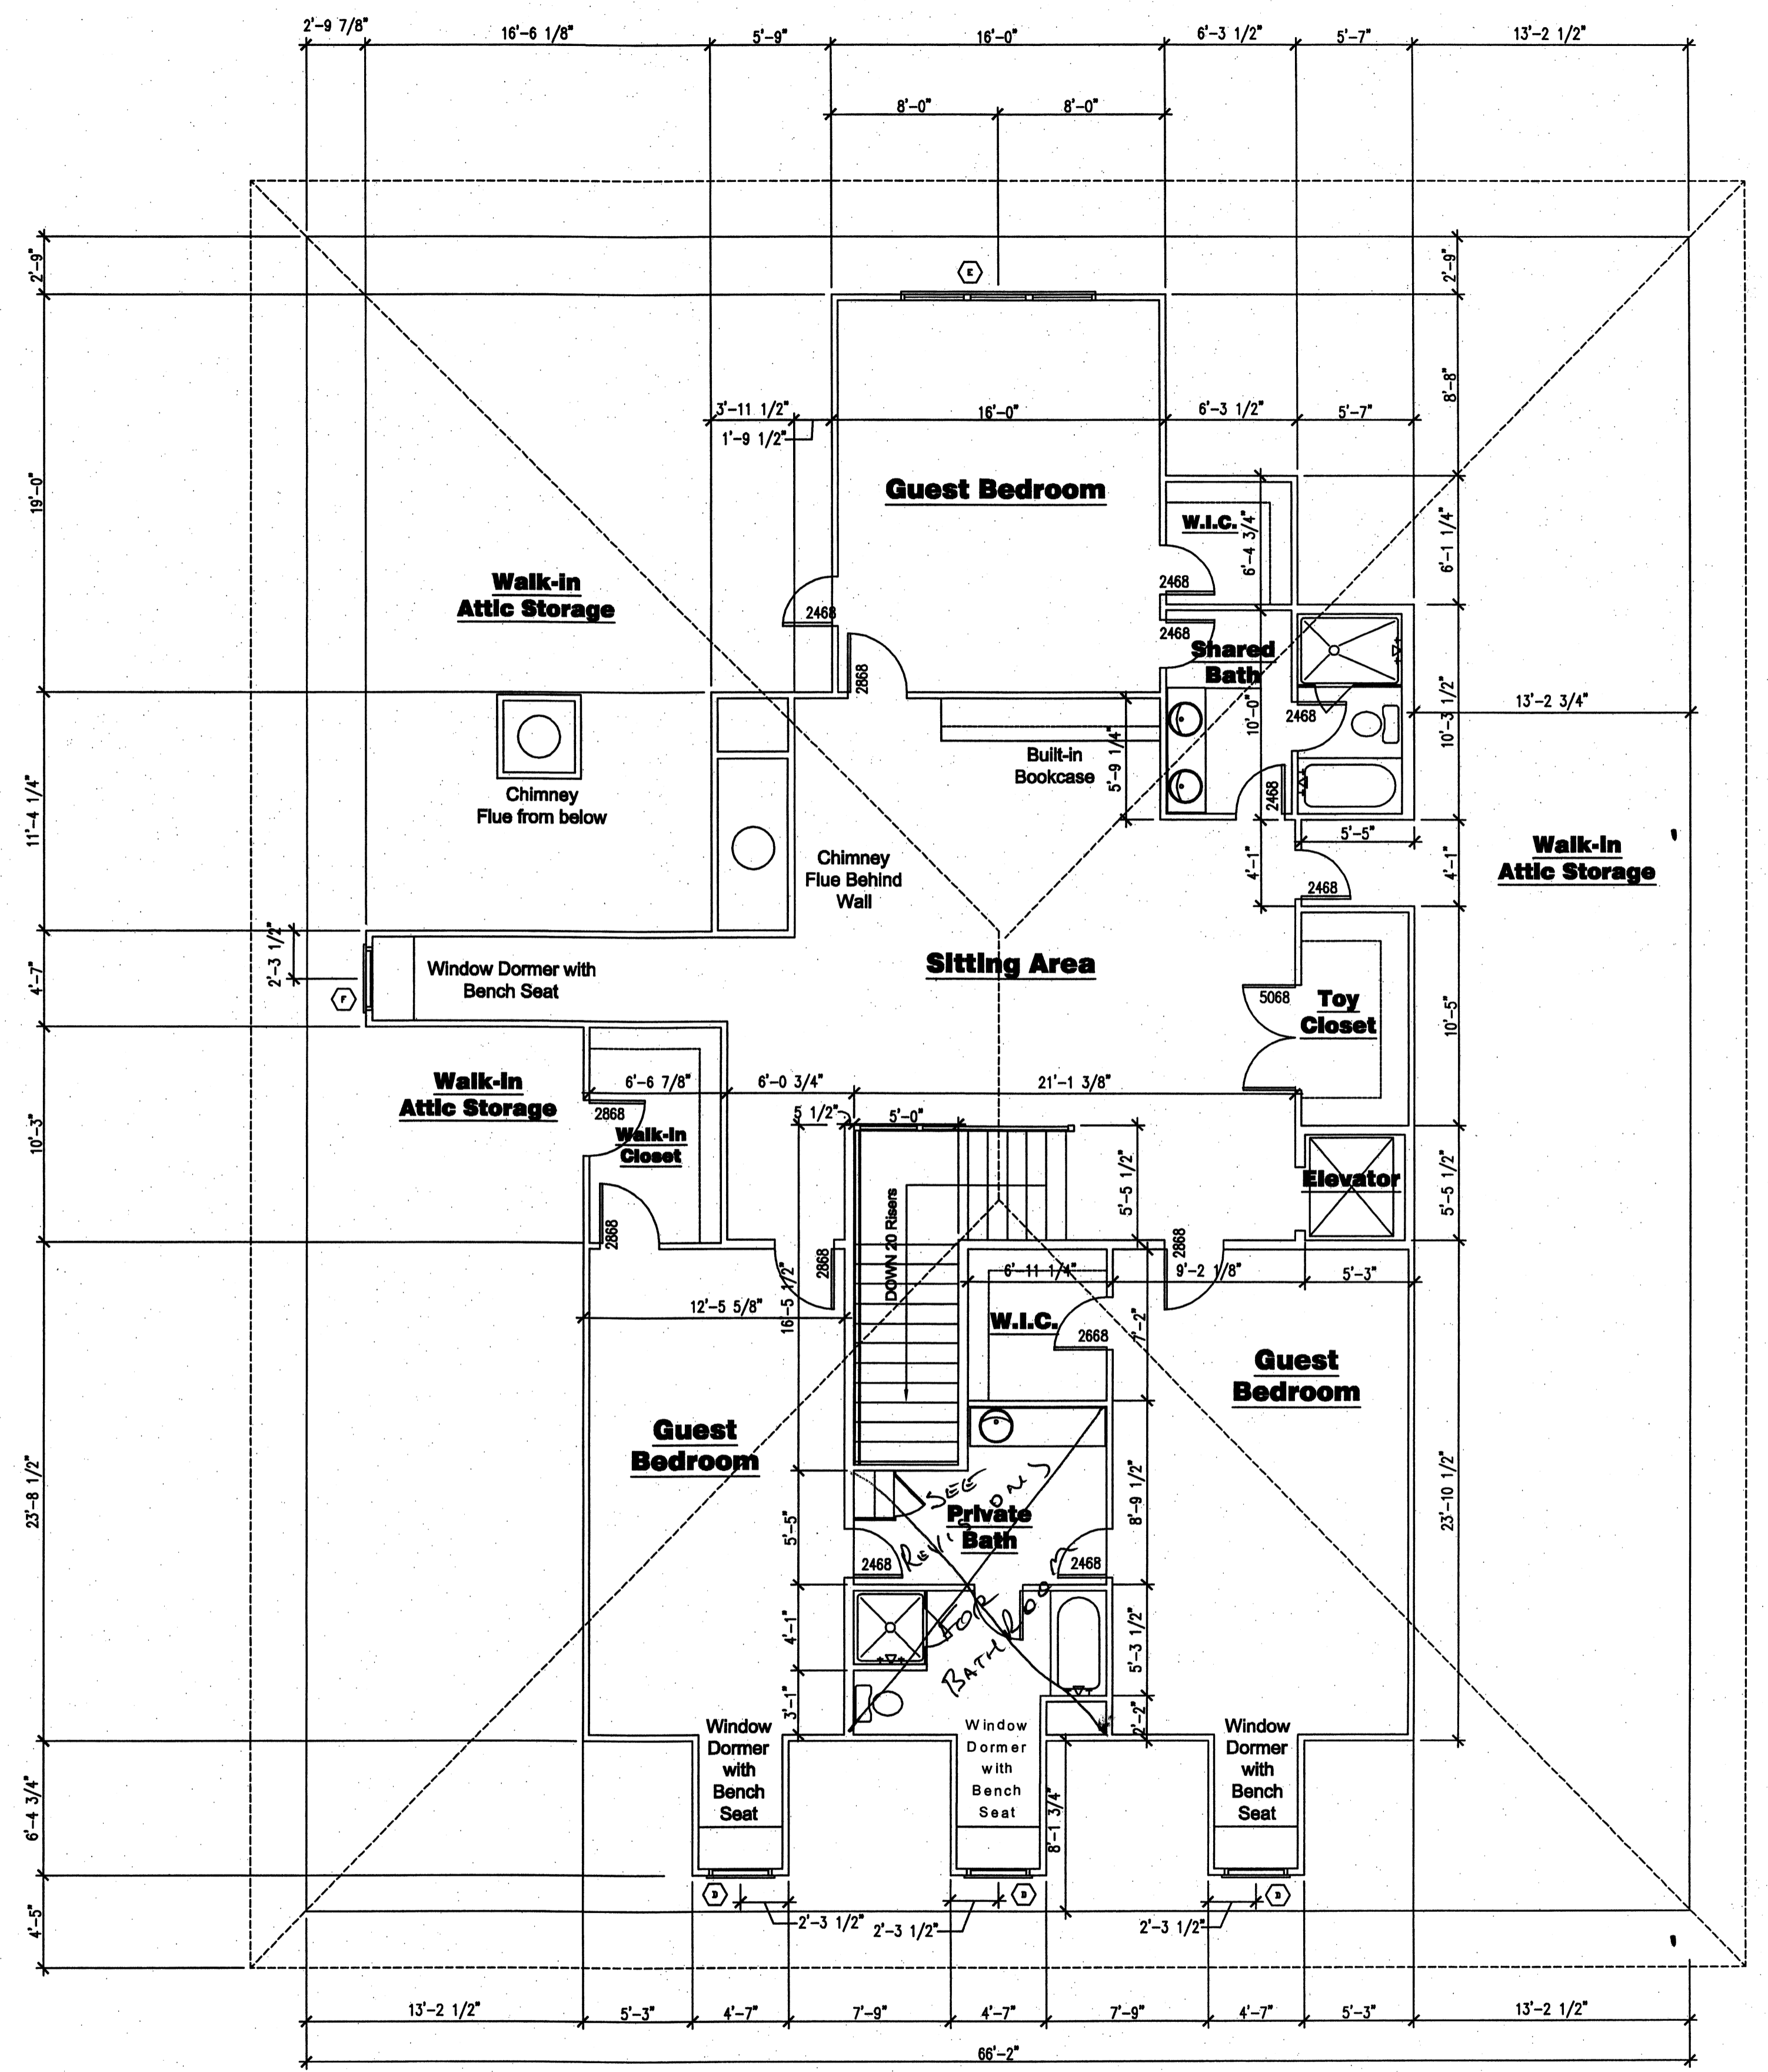 2'-9 7/8" 16'-6 1/8" 5'-9" 16'-0" 6'-3 1/2" 5'-7" 13'-2 1/2"
8'-0" 8'-0"
2'-9" 2'-9"
E
8'-8"
3'-11 1/2" 16'-0" 6'-3 1/2" 5'-7"
1'-9 1/2"
19'-0"
Guest Bedroom
W.I.C.
6'-4 3/4"
6'-1 1/4"
Walk-in
Attic Storage
2468
2468
2468
2868
Shared
Bath
10'-0"
2468
10'-3 1/2"
13'-2 3/4"
Built-in
Bookcase
5'-9 1/4"
2468
Chimney
Flue from below
11'-4 1/4"
Chimney
Flue Behind
Wall
5'-5"
4'-1"
4'-1"
2468
Walk-in
Attic Storage
2'-3 1/2"
4'-7"
Window Dormer with
Bench Seat
F
Sitting Area
5068
Toy
Closet
10'-5"
Walk-in
Attic Storage
6'-6 7/8" 6'-0 3/4" 21'-1 3/8"
2868
5 1/2" 5'-0"
Walk-in
Closet
10'-3"
Elevator
5'-5 1/2"
5'-5 1/2"
DOWN 20 Risers
2868
2868
2868
6'-11 1/4" 9'-2 1/8" 5'-3"
12'-5 5/8"
16'-5 1/2"
W.I.C.
2668
7'-2"
Guest
Bedroom
Guest
Bedroom
23'-8 1/2"
23'-10 1/2"
8'-9 1/2"
SEE
Private
Bath
5'-5"
2468
2468
REVISION
FOR
BATHROOM
4'-1"
5'-3 1/2"
3'-1"
2'-2"
Window
Dormer
with
Bench
Seat
Window
Dormer
with
Bench
Seat
Window
Dormer
with
Bench
Seat
6'-4 3/4"
8'-1 3/4"
D D D
2'-3 1/2" 2'-3 1/2" 2'-3 1/2"
4'-5"
13'-2 1/2" 5'-3" 4'-7" 7'-9" 4'-7" 7'-9" 4'-7" 5'-3" 13'-2 1/2"
66'-2"